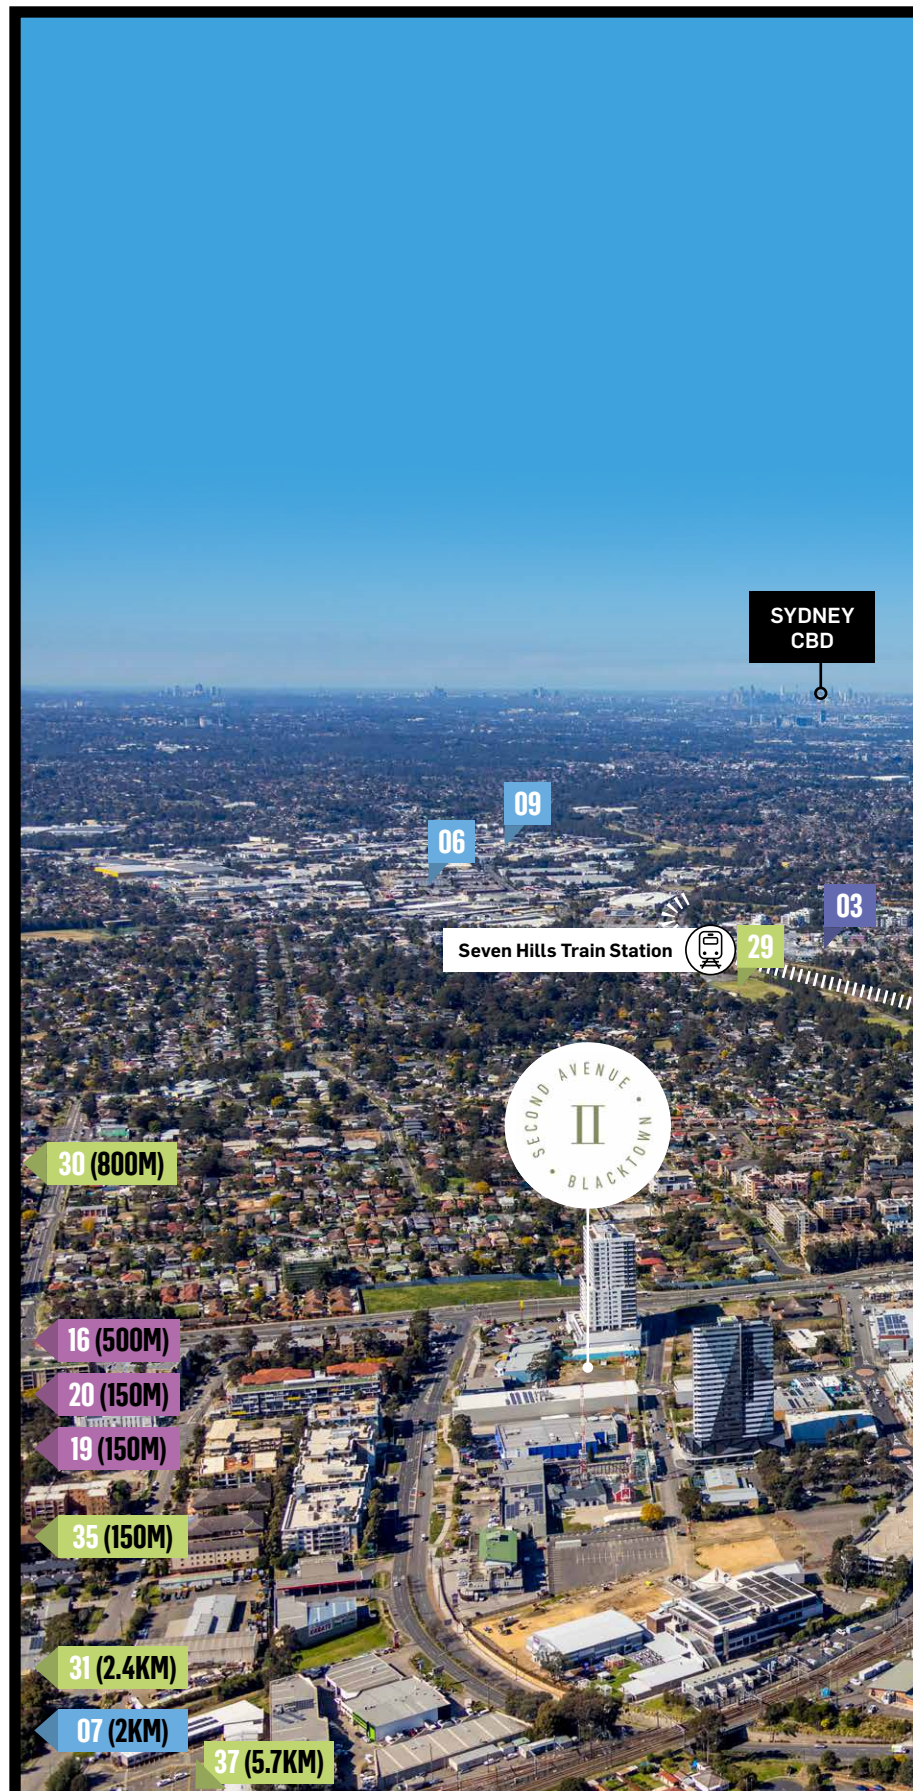 SYDNEY
CBD
09
06
03
Seven Hills Train Station
29
SECOND AVENUE • BLACKTOWN •
II
30 (800M)
16 (500M)
20 (150M)
19 (150M)
35 (150M)
31 (2.4KM)
07 (2KM)
37 (5.7KM)